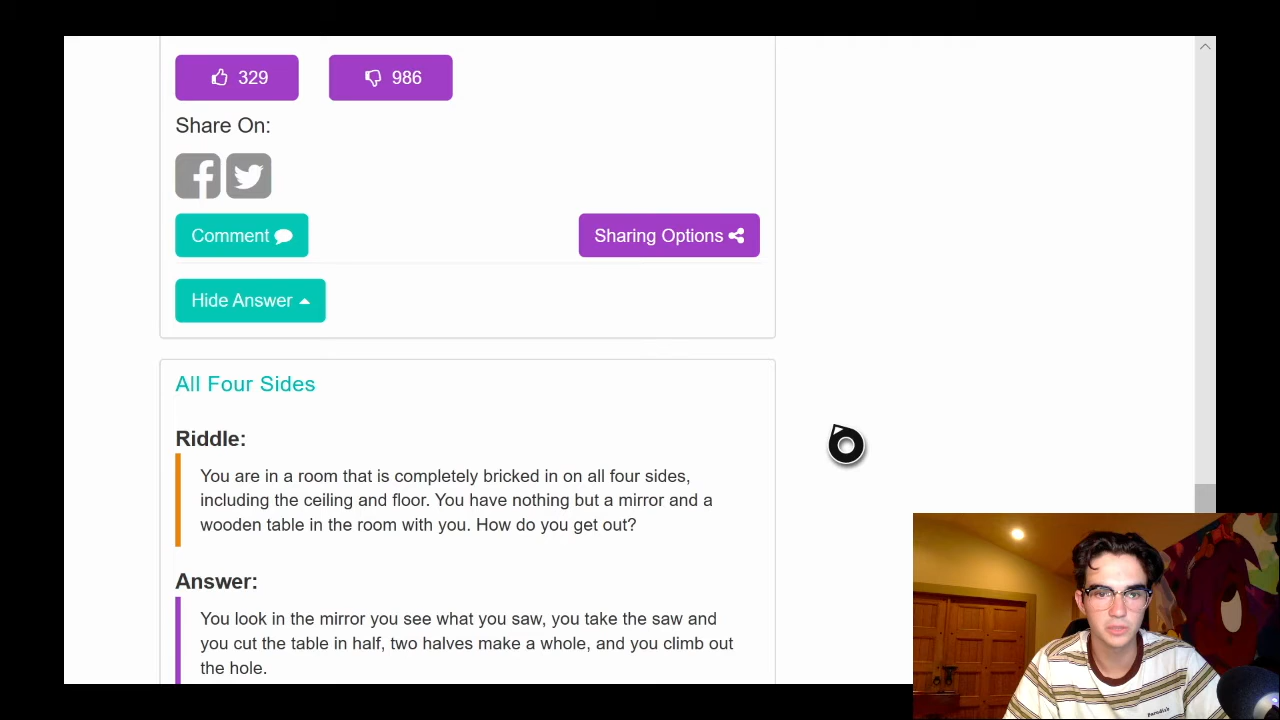 329 986
Share On:
Comment Sharing Options
Hide Answer
All Four Sides
Riddle:
You are in a room that is completely bricked in on all four sides,
including the ceiling and floor. You have nothing but a mirror and a
wooden table in the room with you. How do you get out?
Answer:
You look in the mirror you see what you saw, you take the saw and
you cut the table in half, two halves make a whole, and you climb out
the hole.